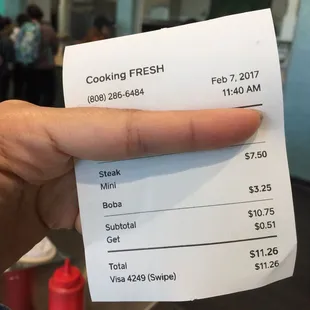 Cooking FRESH
(808) 286-6484
Feb 7, 2017
11:40 AM
Steak $7.50
Mini
Boba $3.25
Subtotal $10.75
Get $0.51
Total $11.26
Visa 4249 (Swipe) $11.26